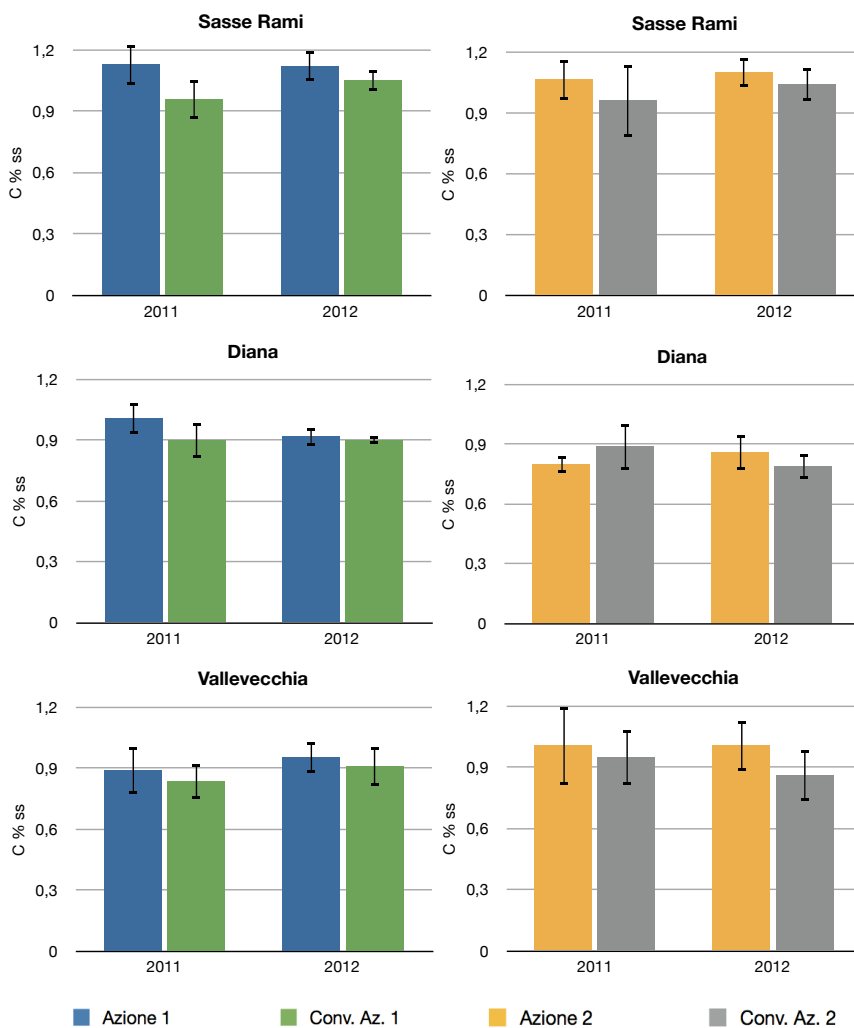 Sasse Rami
1,2
0,9
0,6
0,3
0
C % ss
2011 2012
Sasse Rami
1,2
0,9
0,6
0,3
0
C % ss
2011 2012
Diana
1,2
0,9
0,6
0,3
0
C % ss
2011 2012
Diana
1,2
0,9
0,6
0,3
0
C % ss
2011 2012
Vallevecchia
1,2
0,9
0,6
0,3
0
C % ss
2011 2012
Vallevecchia
1,2
0,9
0,6
0,3
0
C % ss
2011 2012
Azione 1 Conv. Az. 1 Azione 2 Conv. Az. 2